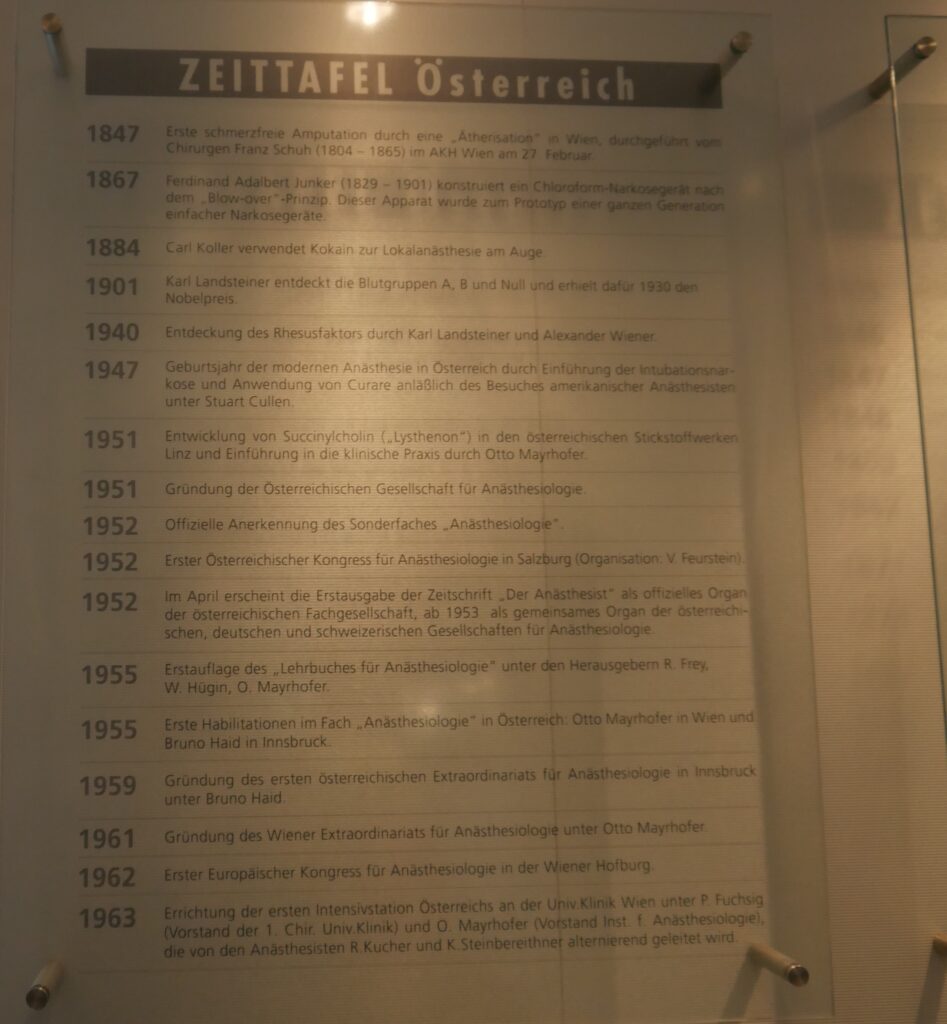 ZEITTAFEL Österreich
1847 Erste schmerzfreie Amputation durch eine „Ätherisation" in Wien, durchgeführt vom
Chirurgen Franz Schuh (1804 – 1865) im AKH Wien am 27. Februar.
1867 Ferdinand Adalbert Junker (1829 – 1901) konstruiert ein Chloroform-Narkosegerät nach
dem „Blow-over"-Prinzip. Dieser Apparat wurde zum Prototyp einer ganzen Generation
einfacher Narkosegeräte.
1884 Carl Koller verwendet Kokain zur Lokalanästhesie am Auge.
1901 Karl Landsteiner entdeckt die Blutgruppen A, B und Null und erhielt dafür 1930 den
Nobelpreis.
1940 Entdeckung des Rhesusfaktors durch Karl Landsteiner und Alexander Wiener.
1947 Geburtsjahr der modernen Anästhesie in Österreich durch Einführung der Intubationsnar-
kose und Anwendung von Curare anläßlich des Besuches amerikanischer Anästhesisten
unter Stuart Cullen.
1951 Entwicklung von Succinylcholin („Lysthenon") in den österreichischen Stickstoffwerken
Linz und Einführung in die klinische Praxis durch Otto Mayrhofer.
1951 Gründung der Österreichischen Gesellschaft für Anästhesiologie.
1952 Offizielle Anerkennung des Sonderfaches „Anästhesiologie".
1952 Erster Österreichischer Kongress für Anästhesiologie in Salzburg (Organisation: V. Feurstein).
1952 Im April erscheint die Erstausgabe der Zeitschrift „Der Anästhesist" als offizielles Organ
der österreichischen Fachgesellschaft, ab 1953 als gemeinsames Organ der österreichi-
schen, deutschen und schweizerischen Gesellschaften für Anästhesiologie.
1955 Erstauflage des „Lehrbuches für Anästhesiologie" unter den Herausgebern R. Frey,
W. Hügin, O. Mayrhofer.
1955 Erste Habilitationen im Fach „Anästhesiologie" in Österreich: Otto Mayrhofer in Wien und
Bruno Haid in Innsbruck.
1959 Gründung des ersten österreichischen Extraordinariats für Anästhesiologie in Innsbruck
unter Bruno Haid.
1961 Gründung des Wiener Extraordinariats für Anästhesiologie unter Otto Mayrhofer.
1962 Erster Europäischer Kongress für Anästhesiologie in der Wiener Hofburg.
1963 Errichtung der ersten Intensivstation Österreichs an der Univ.Klinik Wien unter P. Fuchsig
(Vorstand der 1. Chir. Univ.Klinik) und O. Mayrhofer (Vorstand Inst. f. Anästhesiologie),
die von den Anästhesisten R.Kucher und K.Steinbereithner alternierend geleitet wird.